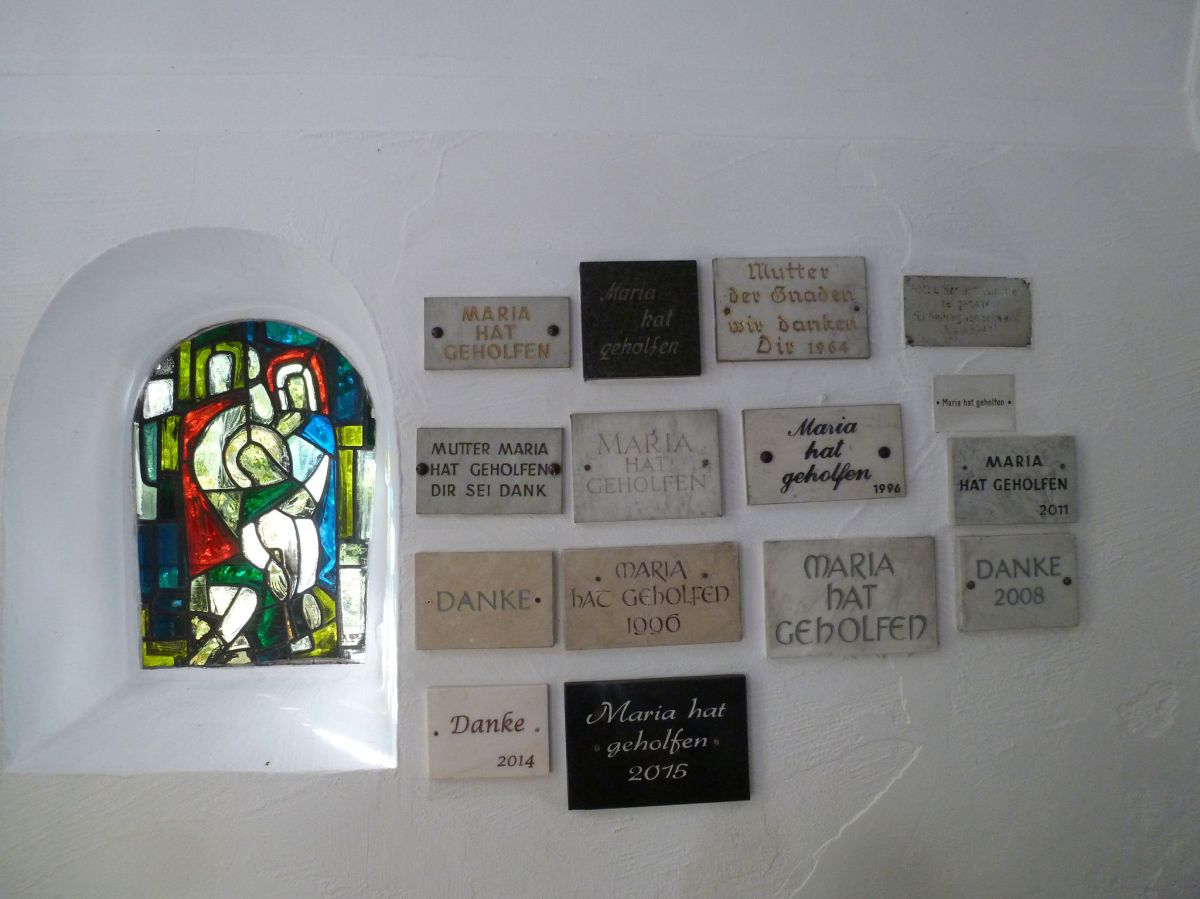 MARIA
HAT
GEHOLFEN
Maria
hat
geholfen
Mutter
der Gnaden
wir danken
Dir 1964
MUTTER MARIA
HAT GEHOLFEN
DIR SEI DANK
MARIA
HAT
GEHOLFEN
Maria
hat
geholfen
1996
Maria hat geholfen
MARIA
HAT GEHOLFEN
2011
DANKE
MARIA
HAT GEHOLFEN
1996
MARIA
HAT
GEHOLFEN
DANKE
2008
Danke
2014
Maria hat
geholfen
2015